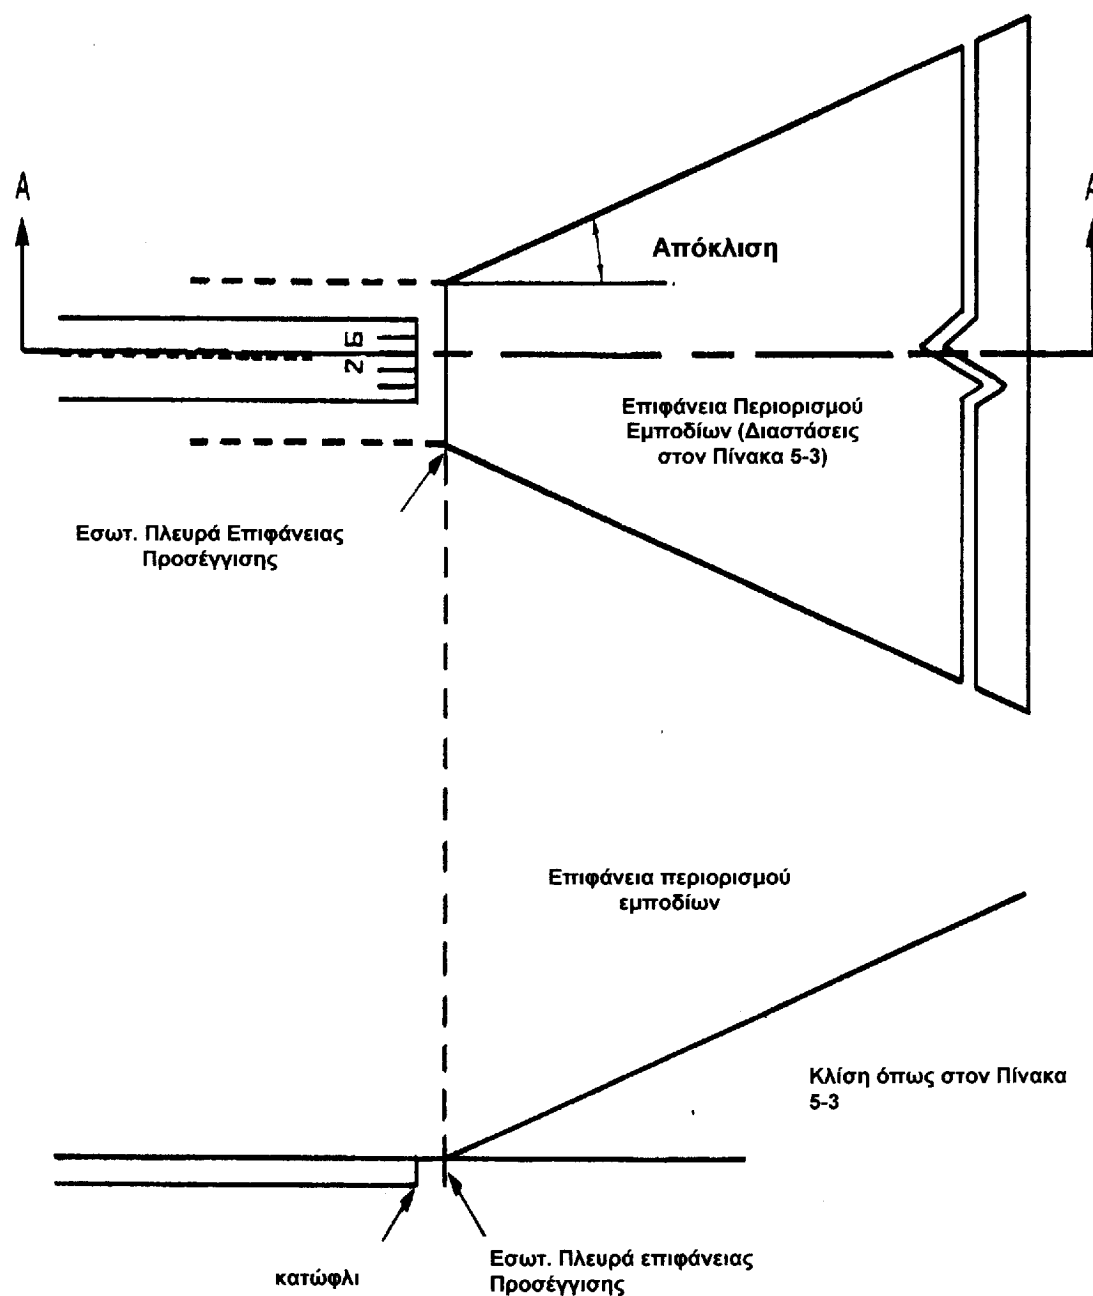 A
A
Απόκλιση
26
Επιφάνεια Περιορισμού
Εμποδίων (Διαστάσεις
στον Πίνακα 5-3)
Εσωτ. Πλευρά Επιφάνειας
Προσέγγισης
Επιφάνεια περιορισμού
εμποδίων
Κλίση όπως στον Πίνακα
5-3
κατώφλι
Εσωτ. Πλευρά επιφάνειας
Προσέγγισης